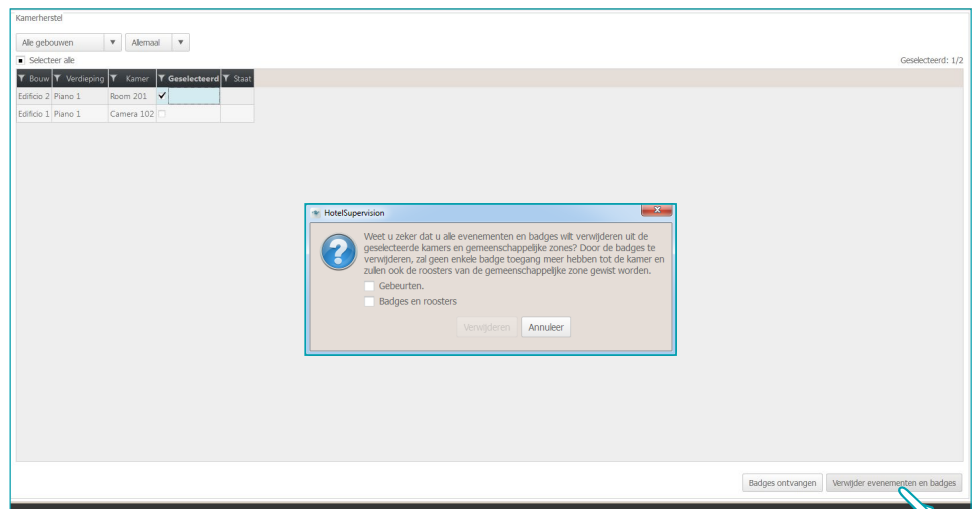 Kamerherstel
Alle gebouwen Allemaal
Selecteer alle Geselecteerd: 1/2
Bouw Verdieping Kamer Geselecteerd Staat
Edificio 2 Piano 1 Room 201
Edificio 1 Piano 1 Camera 102
HotelSupervision
Weet u zeker dat u alle evenementen en badges wilt verwijderen uit de
geselecteerde kamers en gemeenschappelijke zones? Door de badges te
verwijderen, zal geen enkele badge toegang meer hebben tot de kamer en
zullen ook de roosters van de gemeenschappelijke zone gewist worden.
Gebeurten.
Badges en roosters
Verwijderen Annuleer
Badges ontvangen Verwijder evenementen en badges